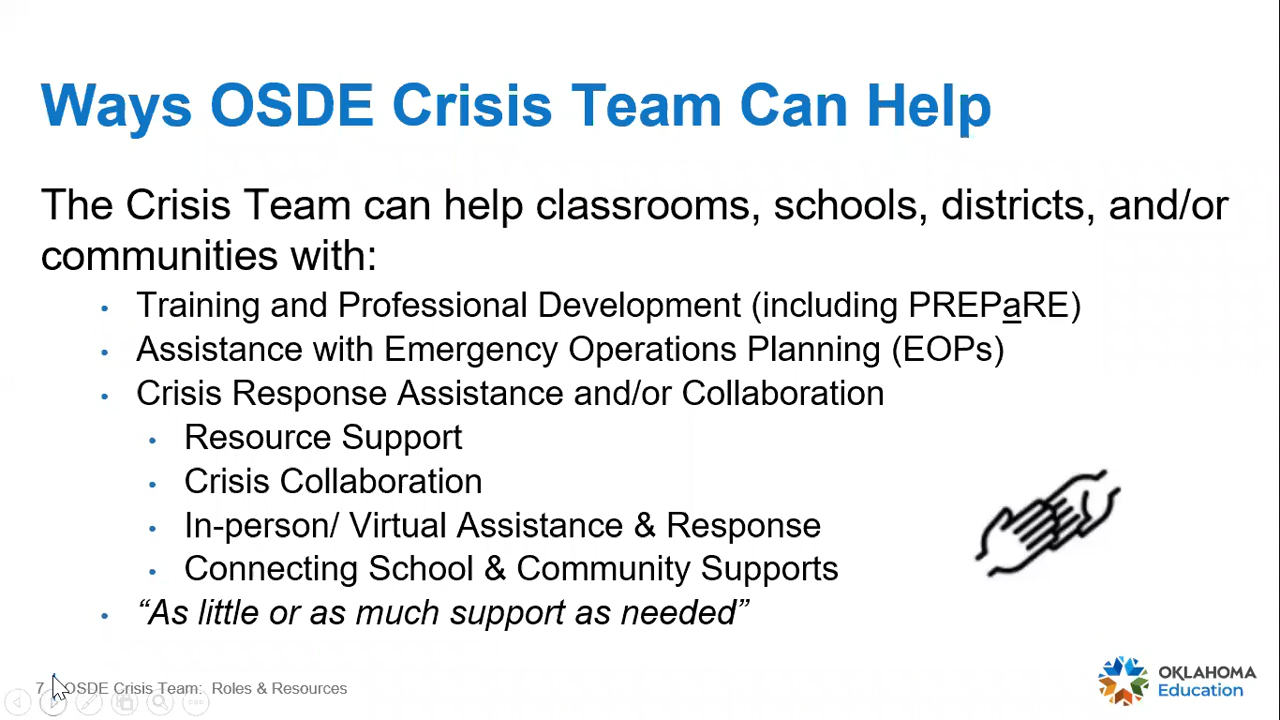 Ways OSDE Crisis Team Can Help
The Crisis Team can help classrooms, schools, districts, and/or
communities with:
• Training and Professional Development (including PREPaRE)
• Assistance with Emergency Operations Planning (EOPs)
• Crisis Response Assistance and/or Collaboration
• Resource Support
• Crisis Collaboration
• In-person/ Virtual Assistance & Response
• Connecting School & Community Supports
• “As little or as much support as needed”
7 OSDE Crisis Team: Roles & Resources
OKLAHOMA
Education